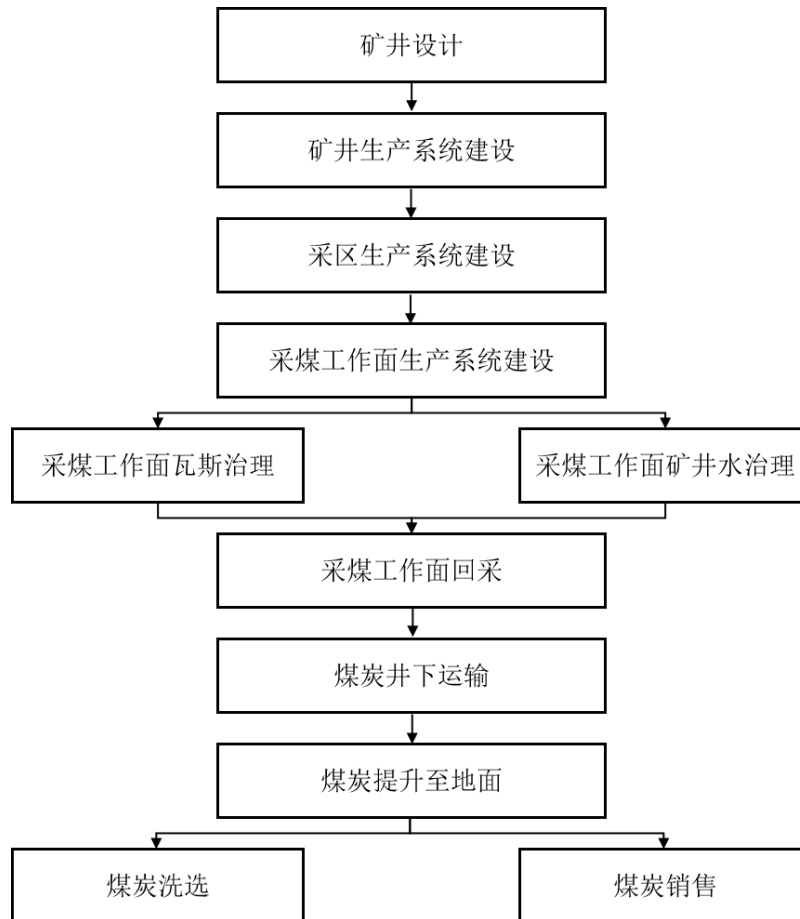 矿井设计
矿井生产系统建设
采区生产系统建设
采煤工作面生产系统建设
采煤工作面瓦斯治理
采煤工作面矿井水治理
采煤工作面回采
煤炭井下运输
煤炭提升至地面
煤炭洗选
煤炭销售